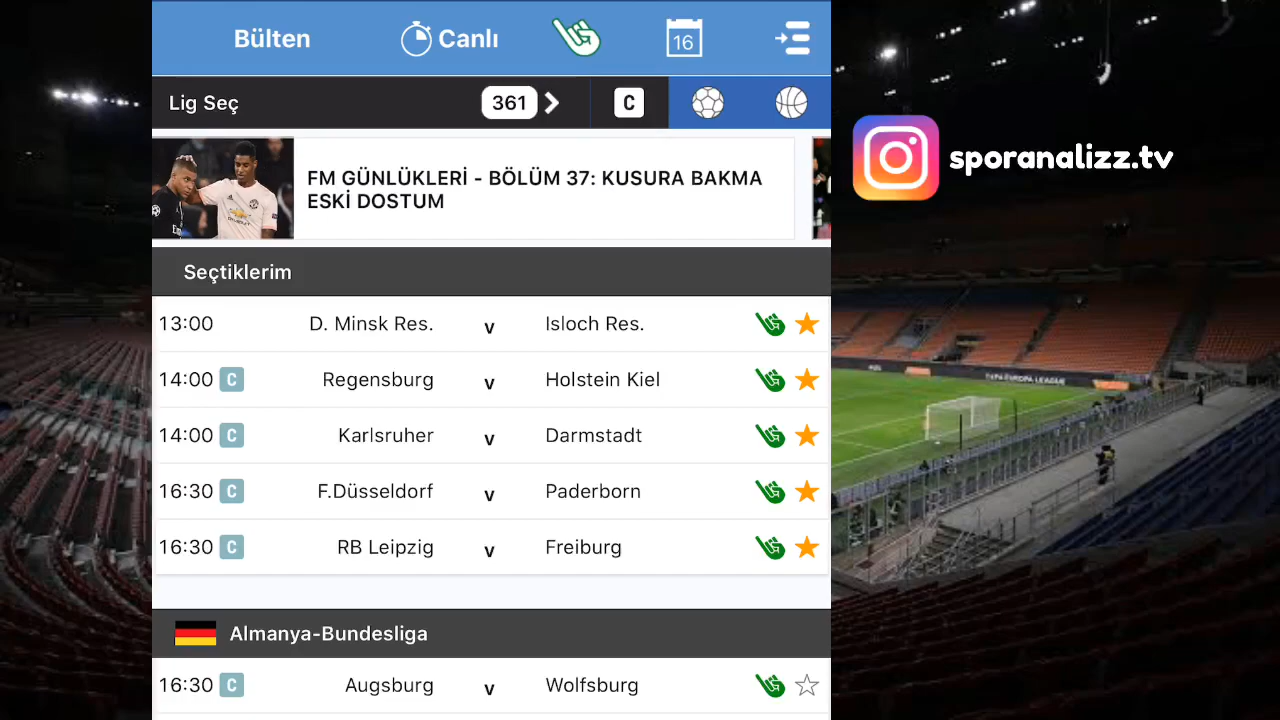 Bülten
Canlı
16
Lig Seç
361
C
sporanalizz.tv
FM GÜNLÜKLERİ - BÖLÜM 37: KUSURA BAKMA
ESKİ DOSTUM
Seçtiklerim
13:00 D. Minsk Res. v Isloch Res.
14:00 C Regensburg v Holstein Kiel
14:00 C Karlsruher v Darmstadt
16:30 C F.Düsseldorf v Paderborn
16:30 C RB Leipzig v Freiburg
Almanya-Bundesliga
16:30 C Augsburg v Wolfsburg